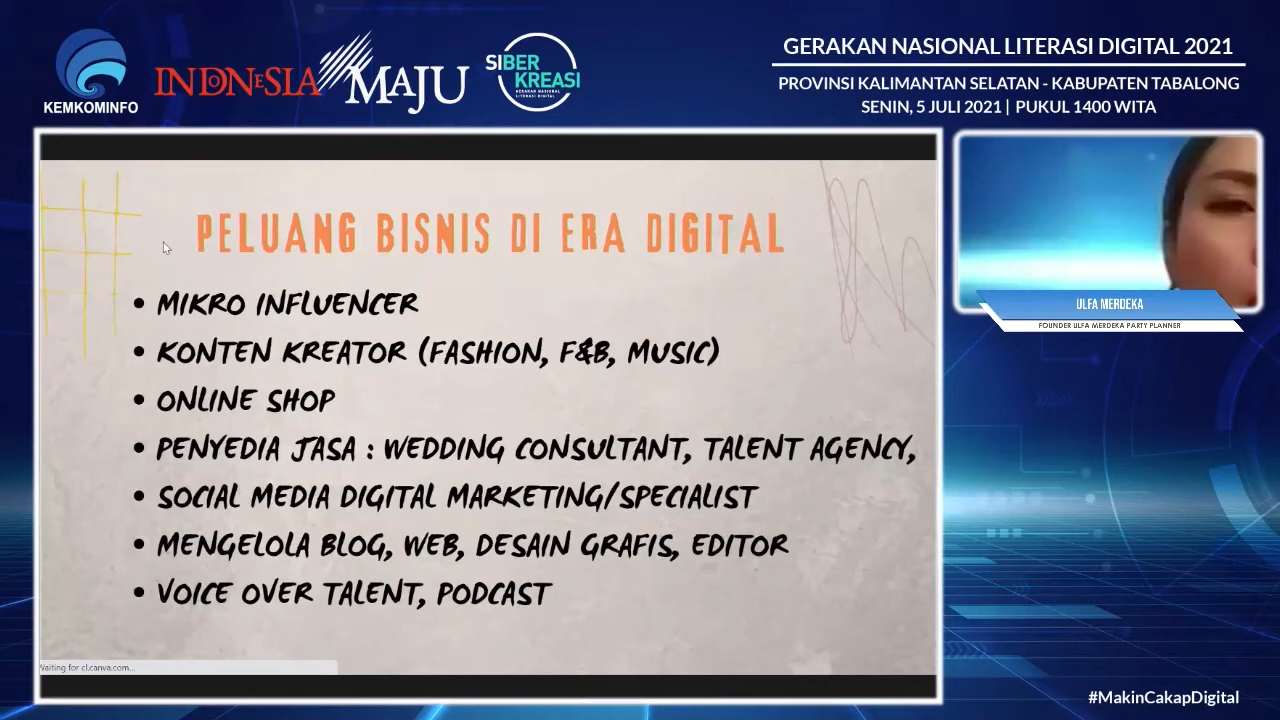 KEMKOMINFO
INDONESIA MAJU
SIBER KREASI
GERAKAN NASIONAL
LITERASI DIGITAL
GERAKAN NASIONAL LITERASI DIGITAL 2021
PROVINSI KALIMANTAN SELATAN - KABUPATEN TABALONG
SENIN, 5 JULI 2021 | PUKUL 1400 WITA
PELUANG BISNIS DI ERA DIGITAL
• MIKRO INFLUENCER
• KONTEN KREATOR (FASHION, F&B, MUSIC)
• ONLINE SHOP
• PENYEDIA JASA : WEDDING CONSULTANT, TALENT AGENCY,
• SOCIAL MEDIA DIGITAL MARKETING/SPECIALIST
• MENGELOLA BLOG, WEB, DESAIN GRAFIS, EDITOR
• VOICE OVER TALENT, PODCAST
Waiting for cl.canva.com...
ULFA MERDEKA
FOUNDER ULFA MERDEKA PARTY PLANNER
#MakinCakapDigital